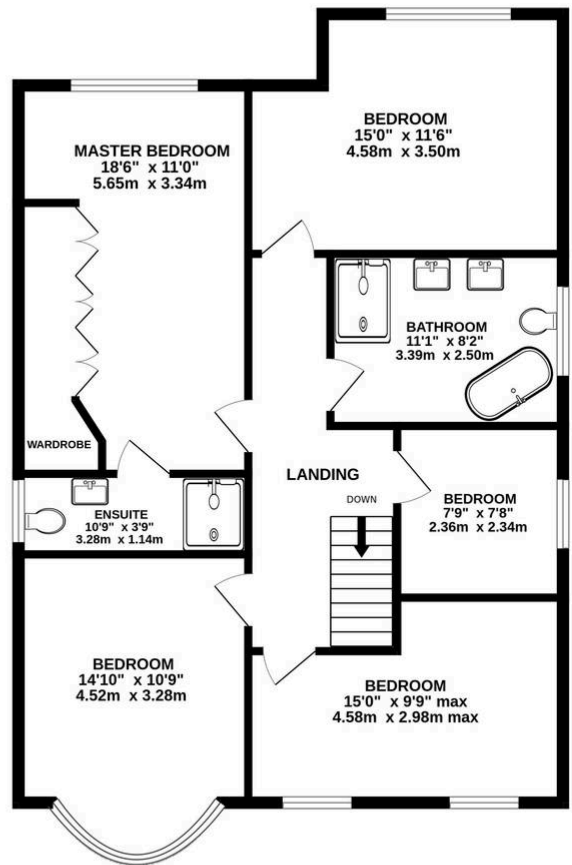 BEDROOM
15'0" x 11'6"
4.58m x 3.50m
MASTER BEDROOM
18'6" x 11'0"
5.65m x 3.34m
BATHROOM
11'1" x 8'2"
3.39m x 2.50m
WARDROBE
LANDING
DOWN
BEDROOM
7'9" x 7'8"
2.36m x 2.34m
ENSUITE
10'9" x 3'9"
3.28m x 1.14m
BEDROOM
14'10" x 10'9"
4.52m x 3.28m
BEDROOM
15'0" x 9'9" max
4.58m x 2.98m max